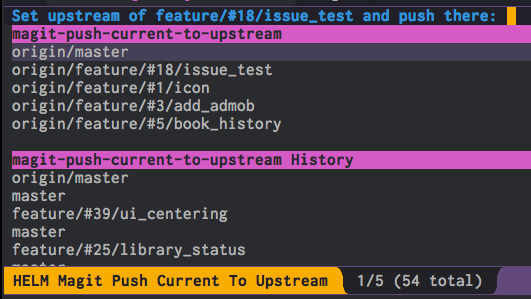 Set upstream of feature/#18/issue_test and push there:
magit-push-current-to-upstream
origin/master
origin/feature/#18/issue_test
origin/feature/#1/icon
origin/feature/#3/add_admob
origin/feature/#5/book_history
magit-push-current-to-upstream History
origin/master
master
feature/#39/ui_centering
master
feature/#25/library_status
master
HELM Magit Push Current To Upstream 1/5 (54 total)